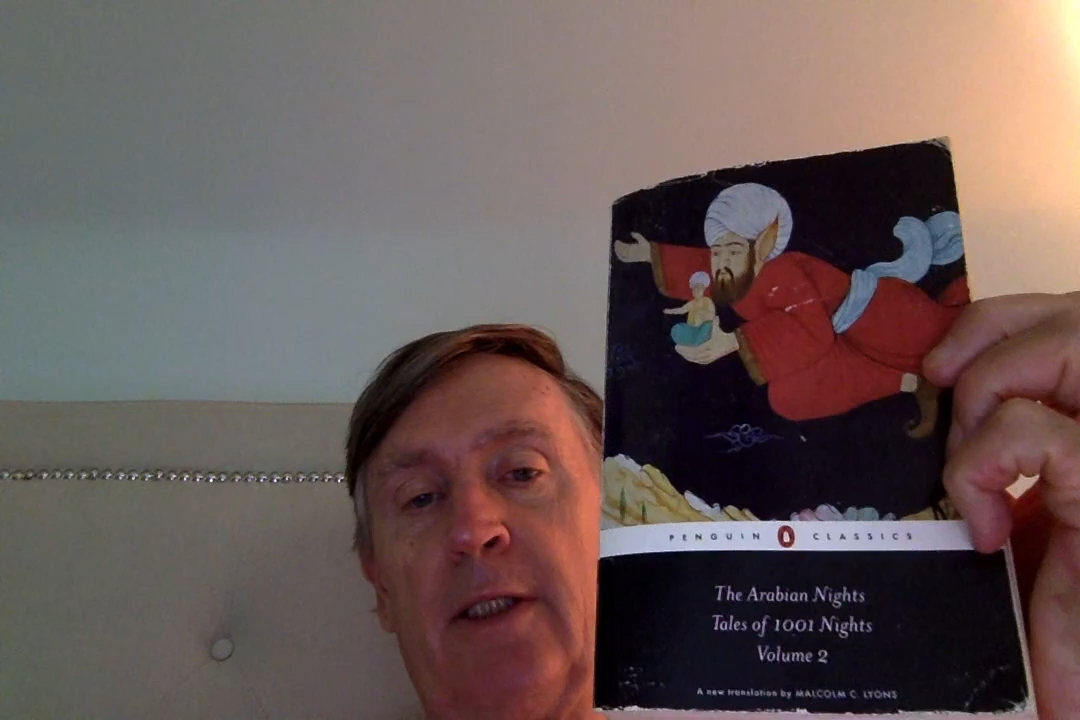 PENGUIN CLASSICS
The Arabian Nights
Tales of 1001 Nights
Volume 2
A new translation by MALCOLM C. LYONS